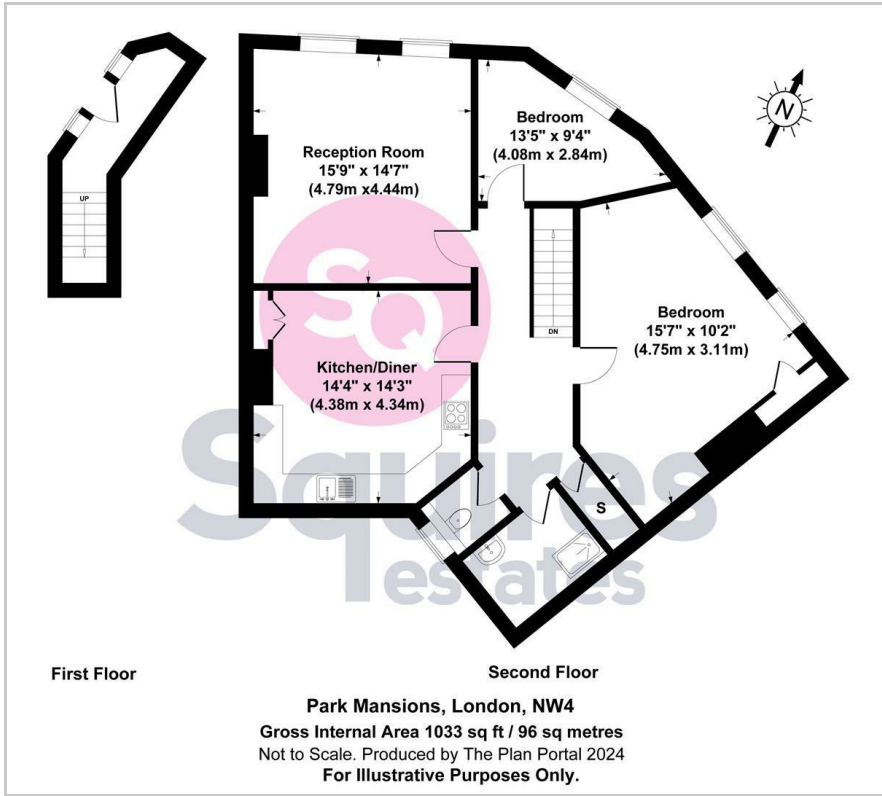 Reception Room
15'9" x 14'7"
(4.79m x4.44m)
Bedroom
13'5" x 9'4"
(4.08m x 2.84m)
N
UP
SQ
DN
Bedroom
15'7" x 10'2"
(4.75m x 3.11m)
Kitchen/Diner
14'4" x 14'3"
(4.38m x 4.34m)
Squires
estates
S
First Floor
Second Floor
Park Mansions, London, NW4
Gross Internal Area 1033 sq ft / 96 sq metres
Not to Scale. Produced by The Plan Portal 2024
For Illustrative Purposes Only.